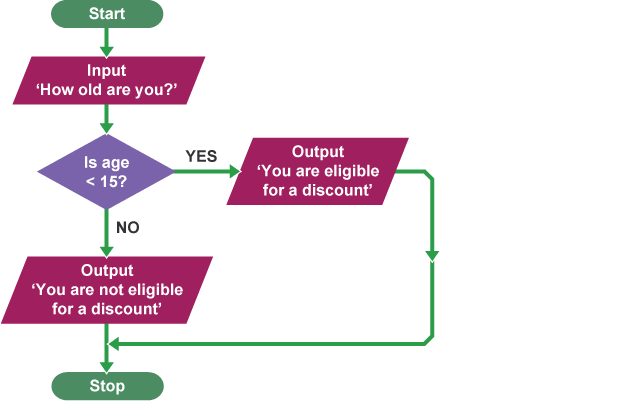 Start
Input
‘How old are you?’
Is age
< 15?
YES
Output
‘You are eligible
for a discount’
NO
Output
‘You are not eligible
for a discount’
Stop